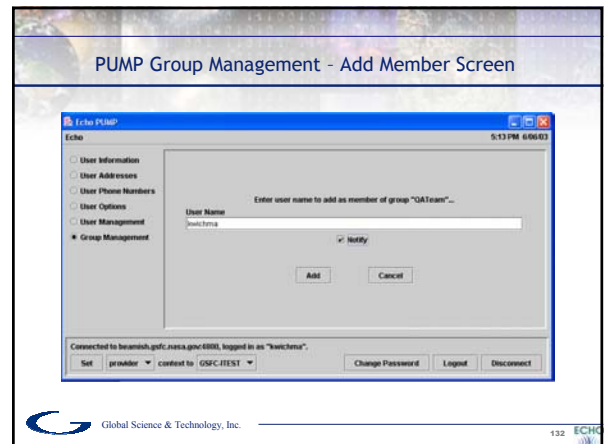 PUMP Group Management - Add Member Screen
Echo PUMP
Echo 5:13 PM 6/06/03
User Information
User Addresses
User Phone Numbers
User Options
User Management
Group Management
Enter user name to add as member of group "QATeam"...
User Name
kwichma
Notify
Add Cancel
Connected to beamish.gsfc.nasa.gov:4800, logged in as "kwichma".
Set provider context to GSFC-ITEST Change Password Logout Disconnect
Global Science & Technology, Inc.
132 ECHO